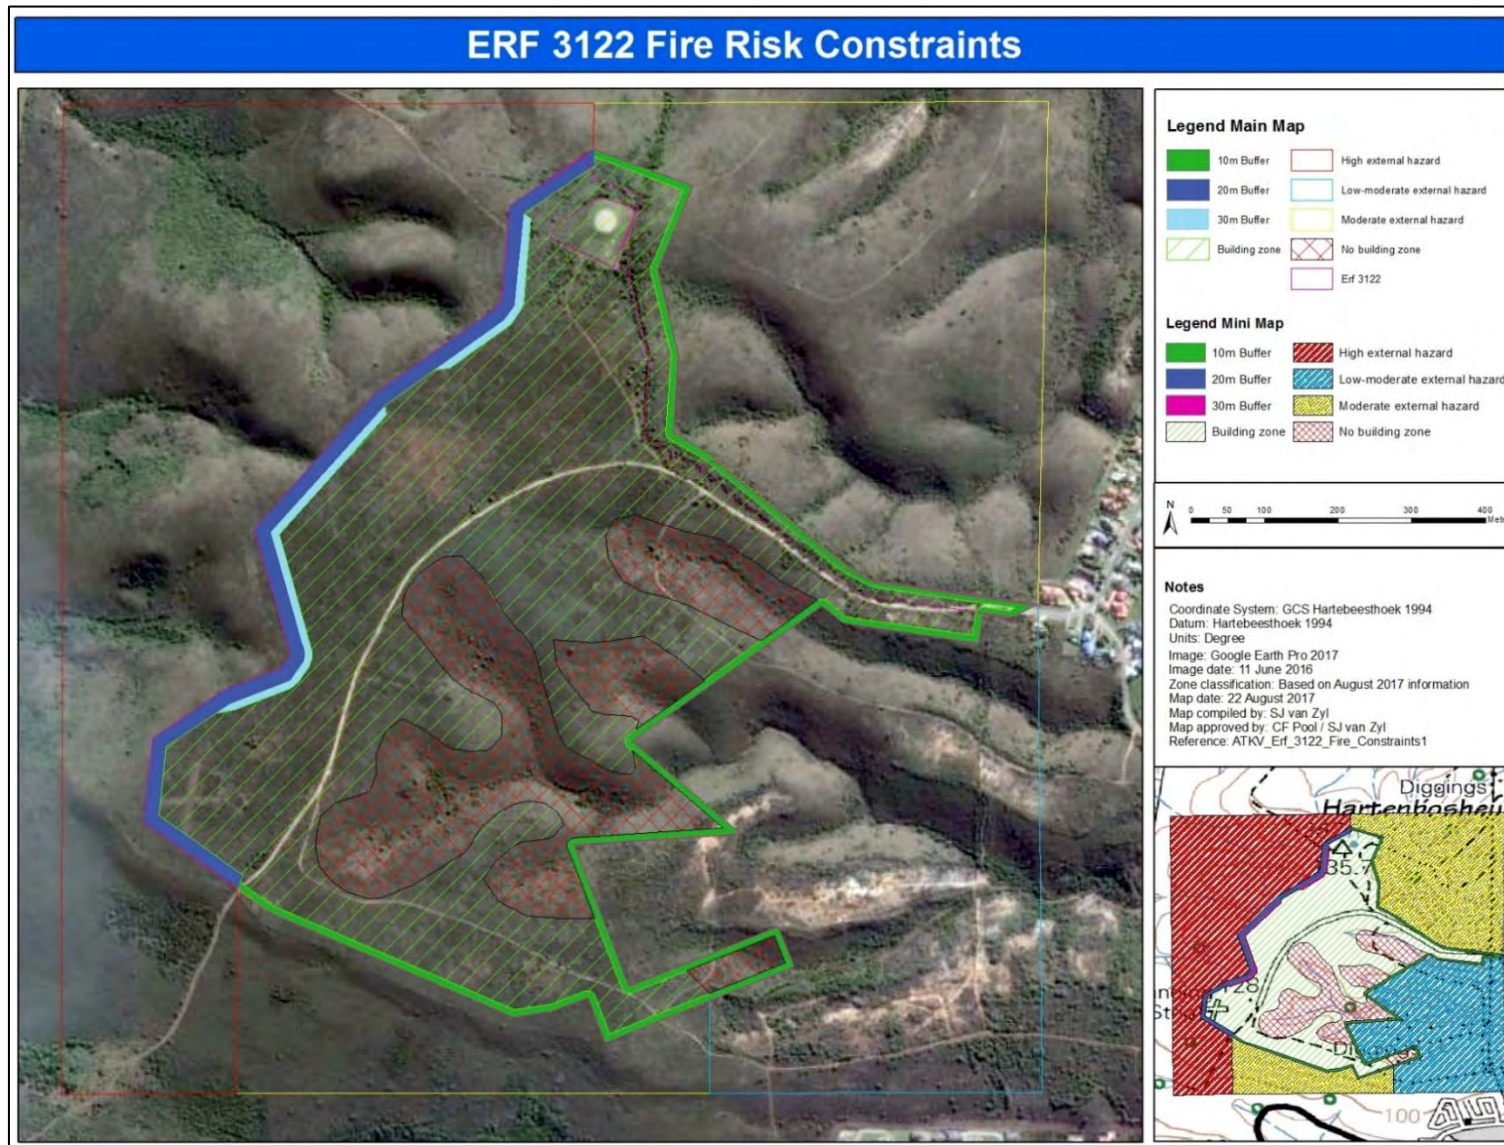 ERF 3122 Fire Risk Constraints
Legend Main Map
10m Buffer
High external hazard
20m Buffer
Low-moderate external hazard
30m Buffer
Moderate external hazard
Building zone
No building zone
Erf 3122
Legend Mini Map
10m Buffer
High external hazard
20m Buffer
Low-moderate external hazard
30m Buffer
Moderate external hazard
Building zone
No building zone
N
0 50 100 200 300 400
Notes
Coordinate System: GCS Hartebeesthoek 1994
Datum: Hartebeesthoek 1994
Units: Degree
Image: Google Earth Pro 2017
Image date: 11 June 2016
Zone classification: Based on August 2017 information
Map date: 22 August 2017
Map compiled by: SJ van Zyl
Map approved by: CF Pool / SJ van Zyl
Reference: ATKV_Erf_3122_Fire_Constraints1
Diggings
100